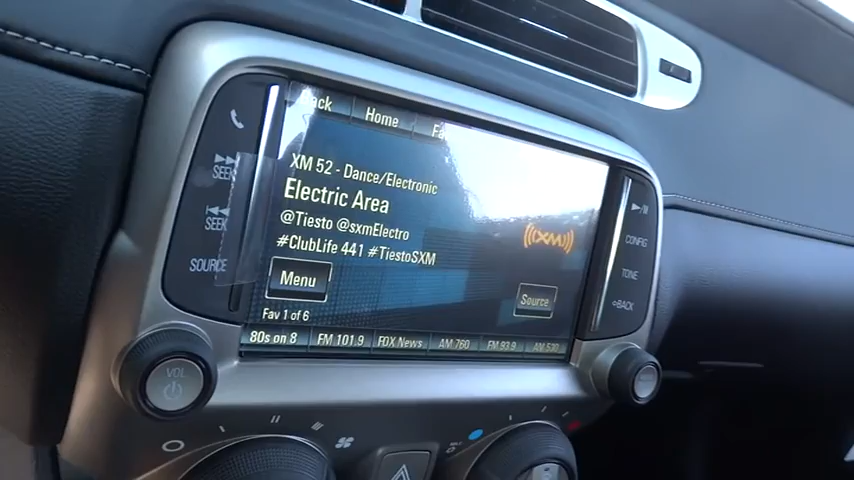 Back Home Fa
XM 52 - Dance/Electronic
Electric Area
@Tiesto @sxmElectro
#ClubLife 441 #TiestoSXM
(((XM)))
Menu
Source
Fav 1 of 6
80s on 8 FM 101.9 FOX News AM 760 FM 93.9 AM 530
SEEK
SEEK
SOURCE
CONFIG
TONE
BACK
VOL